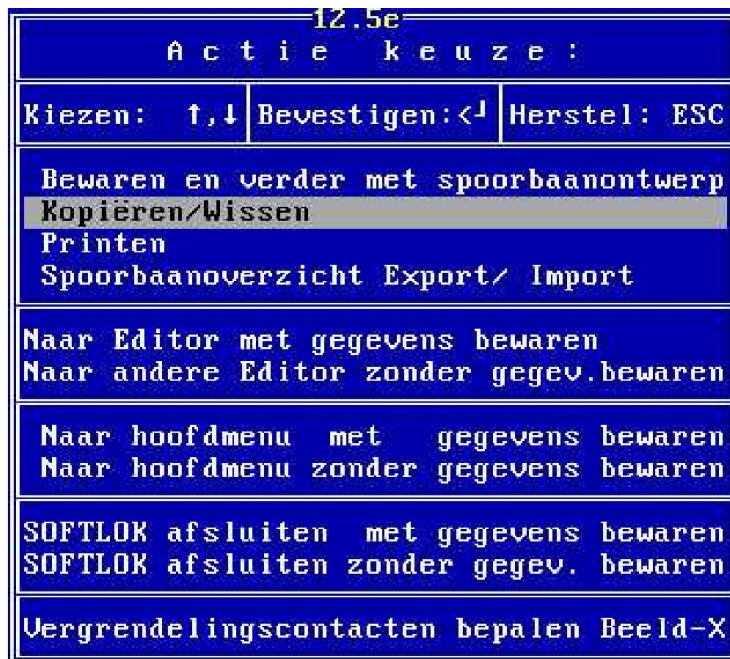 12.5e
Actie keuze:
Kiezen: ↑,↓ Bevestigen:<┘ Herstel: ESC
Bewaren en verder met spoorbaanontwerp
Kopiëren/Wissen
Printen
Spoorbaanoverzicht Export/ Import
Naar Editor met gegevens bewaren
Naar andere Editor zonder gegev.bewaren
Naar hoofdmenu met gegevens bewaren
Naar hoofdmenu zonder gegevens bewaren
SOFTLOK afsluiten met gegevens bewaren
SOFTLOK afsluiten zonder gegev. bewaren
Vergrendelingscontacten bepalen Beeld-X